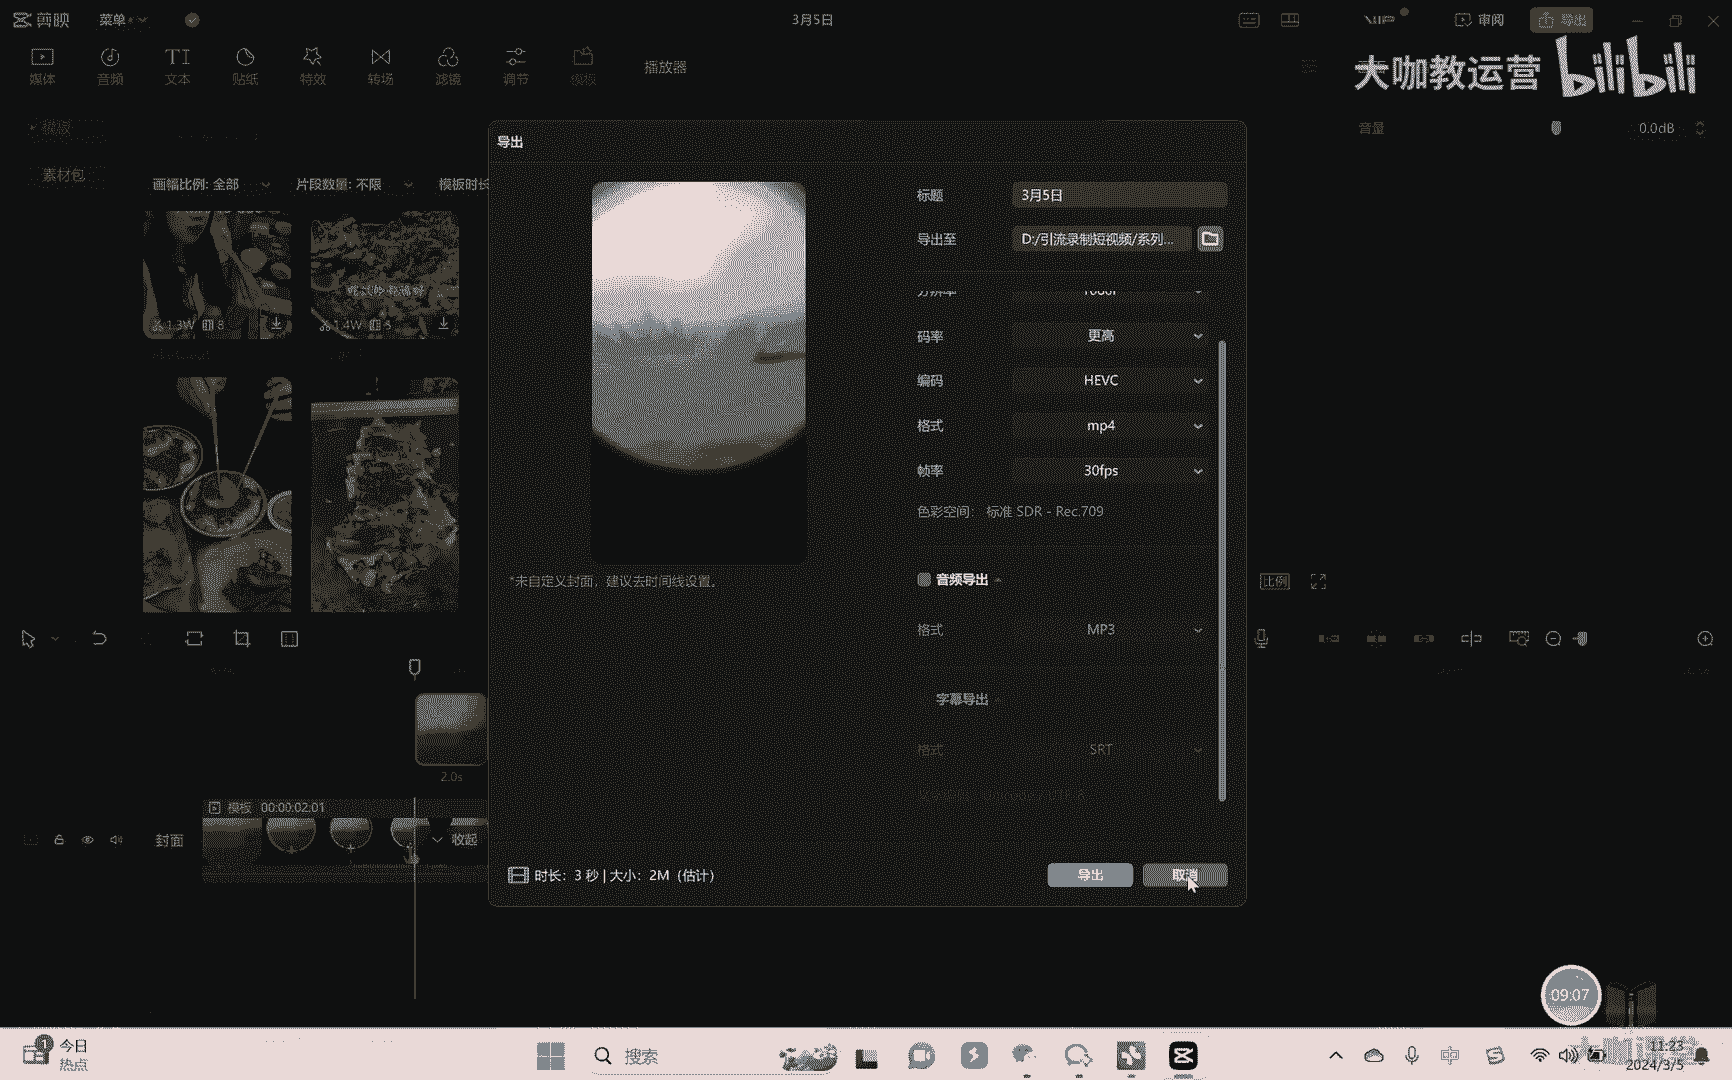 剪映
菜单
3月5日
VIP
审阅
导出
媒体
音频
文本
贴纸
特效
转场
滤镜
调节
模板
播放器
大咖教运营 bilibili
模板
素材包
音量
0.0dB
画幅比例: 全部
片段数量: 不限
模板时长
1.3W
8
1.4W
5
导出
标题
3月5日
导出至
D:/引流录制短视频/系列...
分辨率
码率
更高
编码
HEVC
格式
mp4
帧率
30fps
色彩空间: 标准 SDR - Rec.709
音频导出
格式
MP3
字幕导出
格式
SRT
*未自定义封面，建议去时间线设置。
比例
2.0s
模板 00:00:02:01
封面
收起
时长: 3 秒 | 大小: 2M (估计)
导出
取消
09:07
1
今日
热点
搜索
中
11:23
2024/3/5